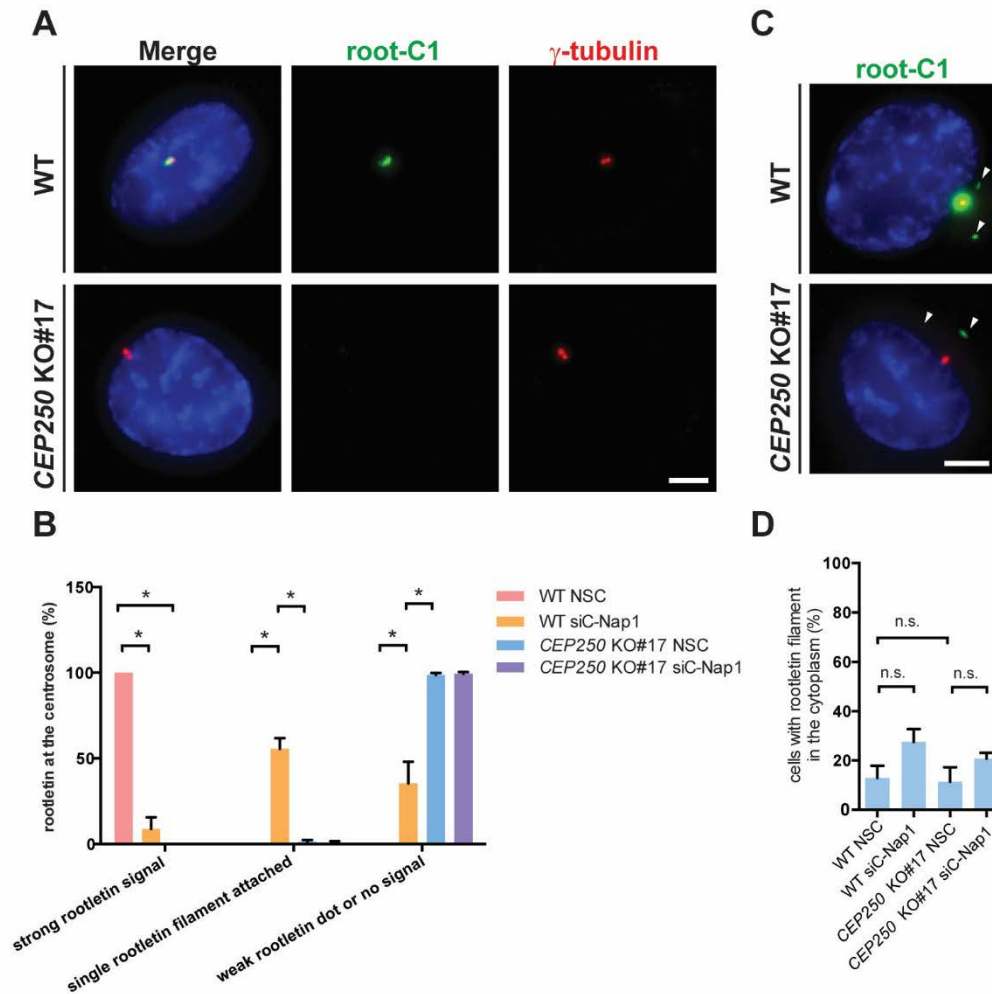 A
Merge
root-C1
γ-tubulin
WT
CEP250 KO#17
C
root-C1
WT
CEP250 KO#17
B
rootletin at the centrosome (%)
150
100
50
0
*
*
*
*
*
*
strong rootletin signal
single rootletin filament attached
weak rootletin dot or no signal
WT NSC
WT siC-Nap1
CEP250 KO#17 NSC
CEP250 KO#17 siC-Nap1
D
cells with rootletin filament
in the cytoplasm (%)
100
80
60
40
20
0
n.s.
n.s.
n.s.
WT NSC
WT siC-Nap1
CEP250 KO#17 NSC
CEP250 KO#17 siC-Nap1